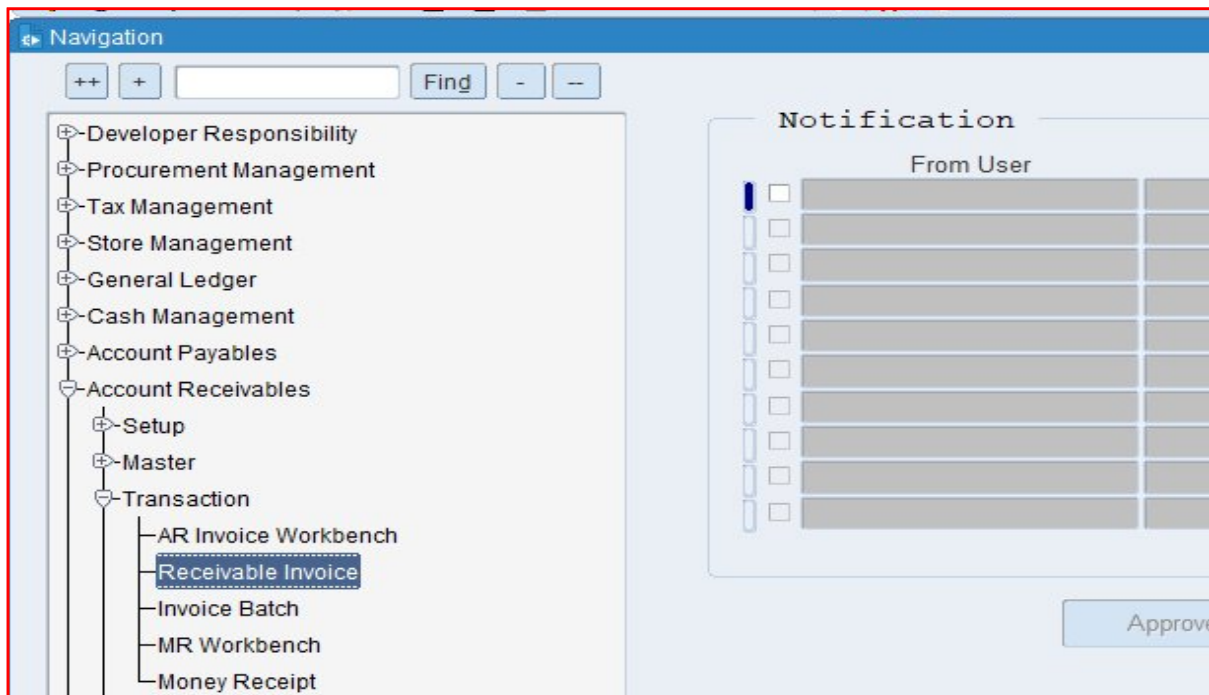 Navigation
++ + Find - --
Developer Responsibility
Procurement Management
Tax Management
Store Management
General Ledger
Cash Management
Account Payables
Account Receivables
Setup
Master
Transaction
AR Invoice Workbench
Receivable Invoice
Invoice Batch
MR Workbench
Money Receipt
Notification
From User
Approve